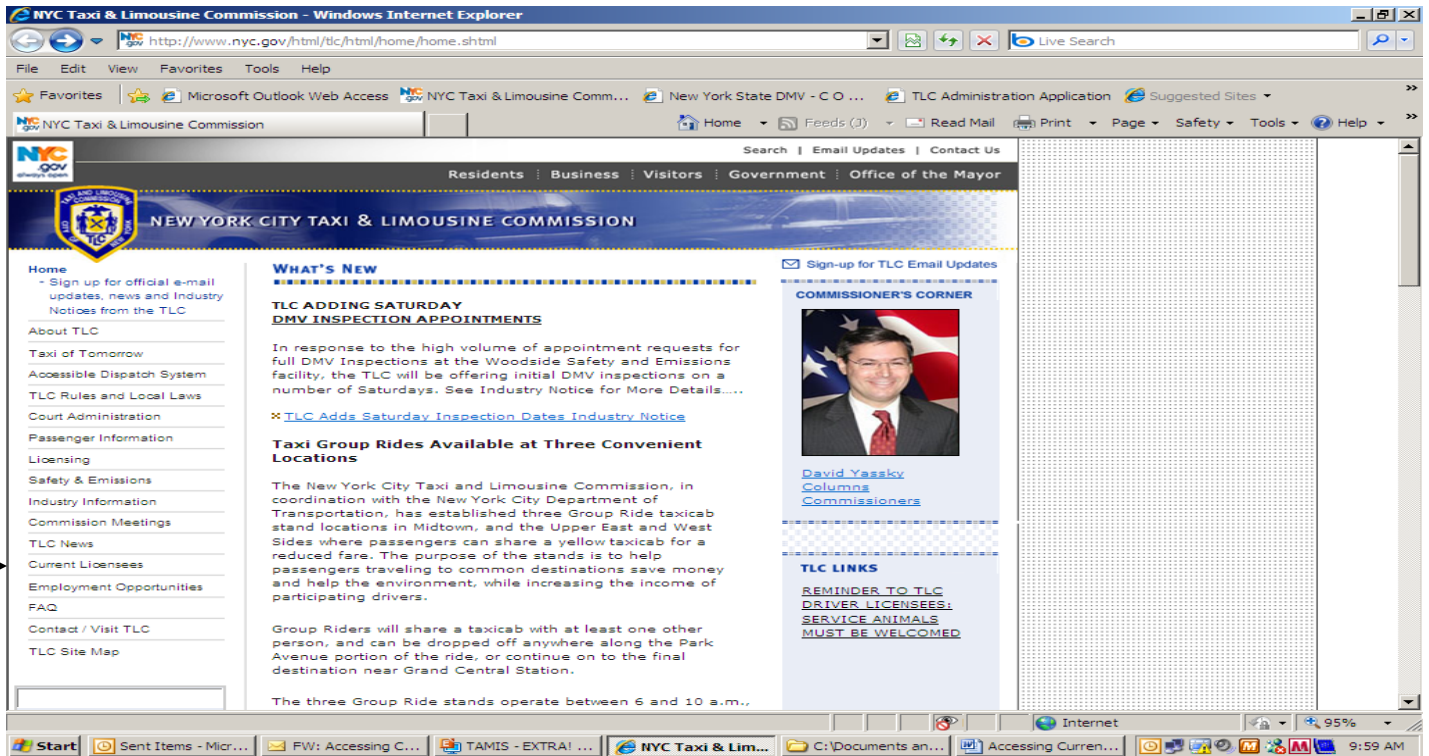 NYC Taxi & Limousine Commission - Windows Internet Explorer
http://www.nyc.gov/html/tlc/html/home/home.shtml
Live Search
File Edit View Favorites Tools Help
Favorites Microsoft Outlook Web Access NYC Taxi & Limousine Comm... New York State DMV - C O ... TLC Administration Application Suggested Sites
NYC Taxi & Limousine Commission
Home Feeds (J) Read Mail Print Page Safety Tools Help
NYC
.gov
always open
Search | Email Updates | Contact Us
Residents Business Visitors Government Office of the Mayor
TAXI AND LIMOUSINE
COMMISSION
TLC
NEW YORK CITY TAXI & LIMOUSINE COMMISSION
Home
- Sign up for official e-mail
updates, news and Industry
Notices from the TLC
About TLC
Taxi of Tomorrow
Accessible Dispatch System
TLC Rules and Local Laws
Court Administration
Passenger Information
Licensing
Safety & Emissions
Industry Information
Commission Meetings
TLC News
Current Licensees
Employment Opportunities
FAQ
Contact / Visit TLC
TLC Site Map
WHAT'S NEW
TLC ADDING SATURDAY
DMV INSPECTION APPOINTMENTS
In response to the high volume of appointment requests for
full DMV Inspections at the Woodside Safety and Emissions
facility, the TLC will be offering initial DMV inspections on a
number of Saturdays. See Industry Notice for More Details.....
TLC Adds Saturday Inspection Dates Industry Notice
Taxi Group Rides Available at Three Convenient
Locations
The New York City Taxi and Limousine Commission, in
coordination with the New York City Department of
Transportation, has established three Group Ride taxicab
stand locations in Midtown, and the Upper East and West
Sides where passengers can share a yellow taxicab for a
reduced fare. The purpose of the stands is to help
passengers traveling to common destinations save money
and help the environment, while increasing the income of
participating drivers.
Group Riders will share a taxicab with at least one other
person, and can be dropped off anywhere along the Park
Avenue portion of the ride, or continue on to the final
destination near Grand Central Station.
The three Group Ride stands operate between 6 and 10 a.m.,
Sign-up for TLC Email Updates
COMMISSIONER'S CORNER
David Yassky
Columns
Commissioners
TLC LINKS
REMINDER TO TLC
DRIVER LICENSEES:
SERVICE ANIMALS
MUST BE WELCOMED
Internet
95%
Start Sent Items - Micr... FW: Accessing C... TAMIS - EXTRA! ... NYC Taxi & Lim... C:\Documents an... Accessing Curren... 9:59 AM